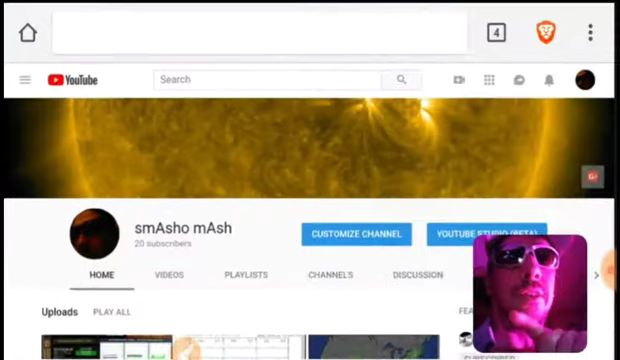 4
YouTube
Search
G+
smAsho mAsh
20 subscribers
CUSTOMIZE CHANNEL
YOUTUBE STUDIO (BETA)
HOME
VIDEOS
PLAYLISTS
CHANNELS
DISCUSSION
Uploads
PLAY ALL
FEA